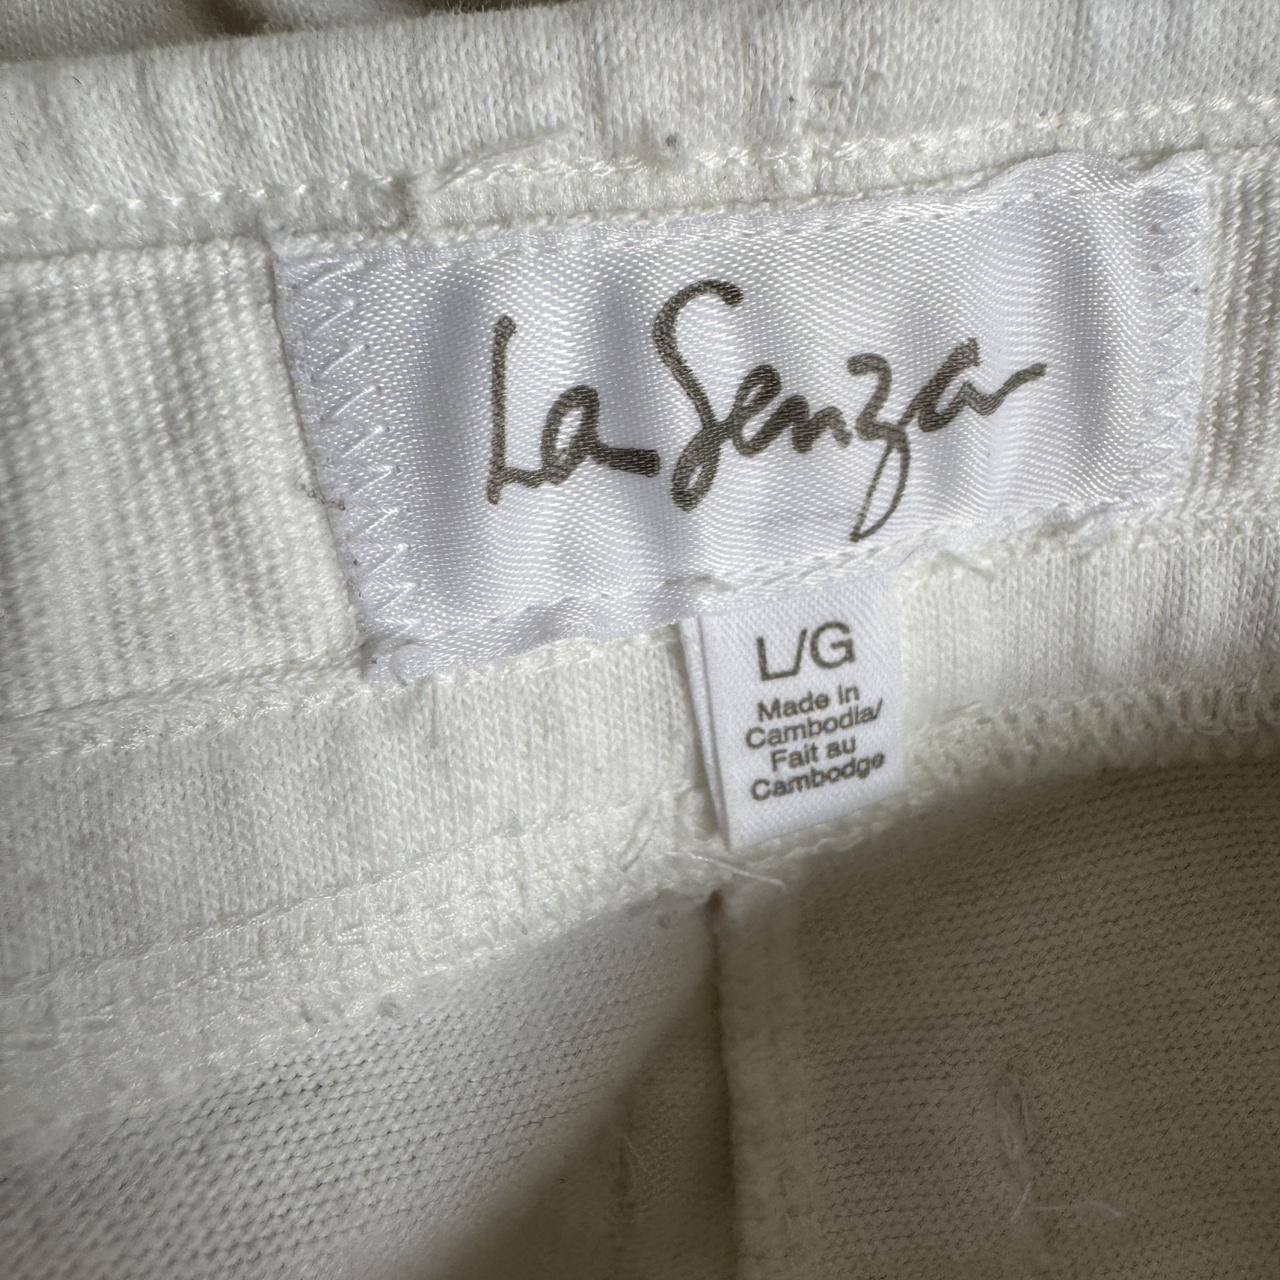 La Senza
L/G
Made in
Cambodia/
Fait au
Cambodge